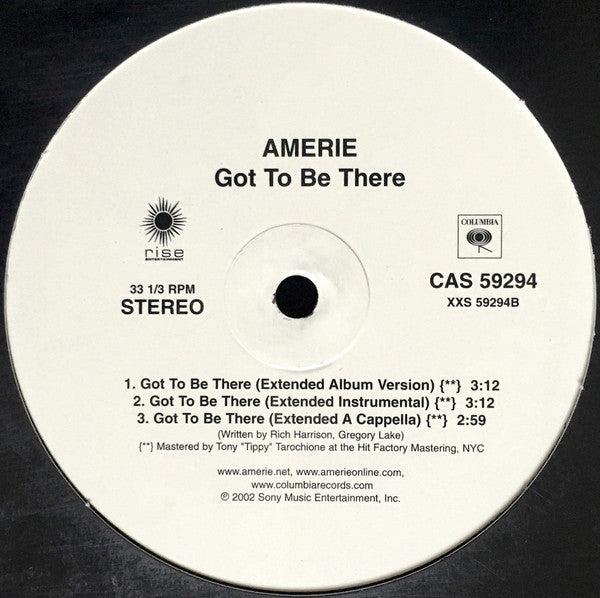 AMERIE
Got To Be There
rise
ENTERTAINMENT
COLUMBIA
33 1/3 RPM
STEREO
CAS 59294
XXS 59294B
1. Got To Be There (Extended Album Version) {**} 3:12
2. Got To Be There (Extended Instrumental) {**} 3:12
3. Got To Be There (Extended A Cappella) {**} 2:59
(Written by Rich Harrison, Gregory Lake)
{**} Mastered by Tony "Tippy" Tarochione at the Hit Factory Mastering, NYC
www.amerie.net, www.amerieonline.com,
www.columbiarecords.com
℗ 2002 Sony Music Entertainment, Inc.